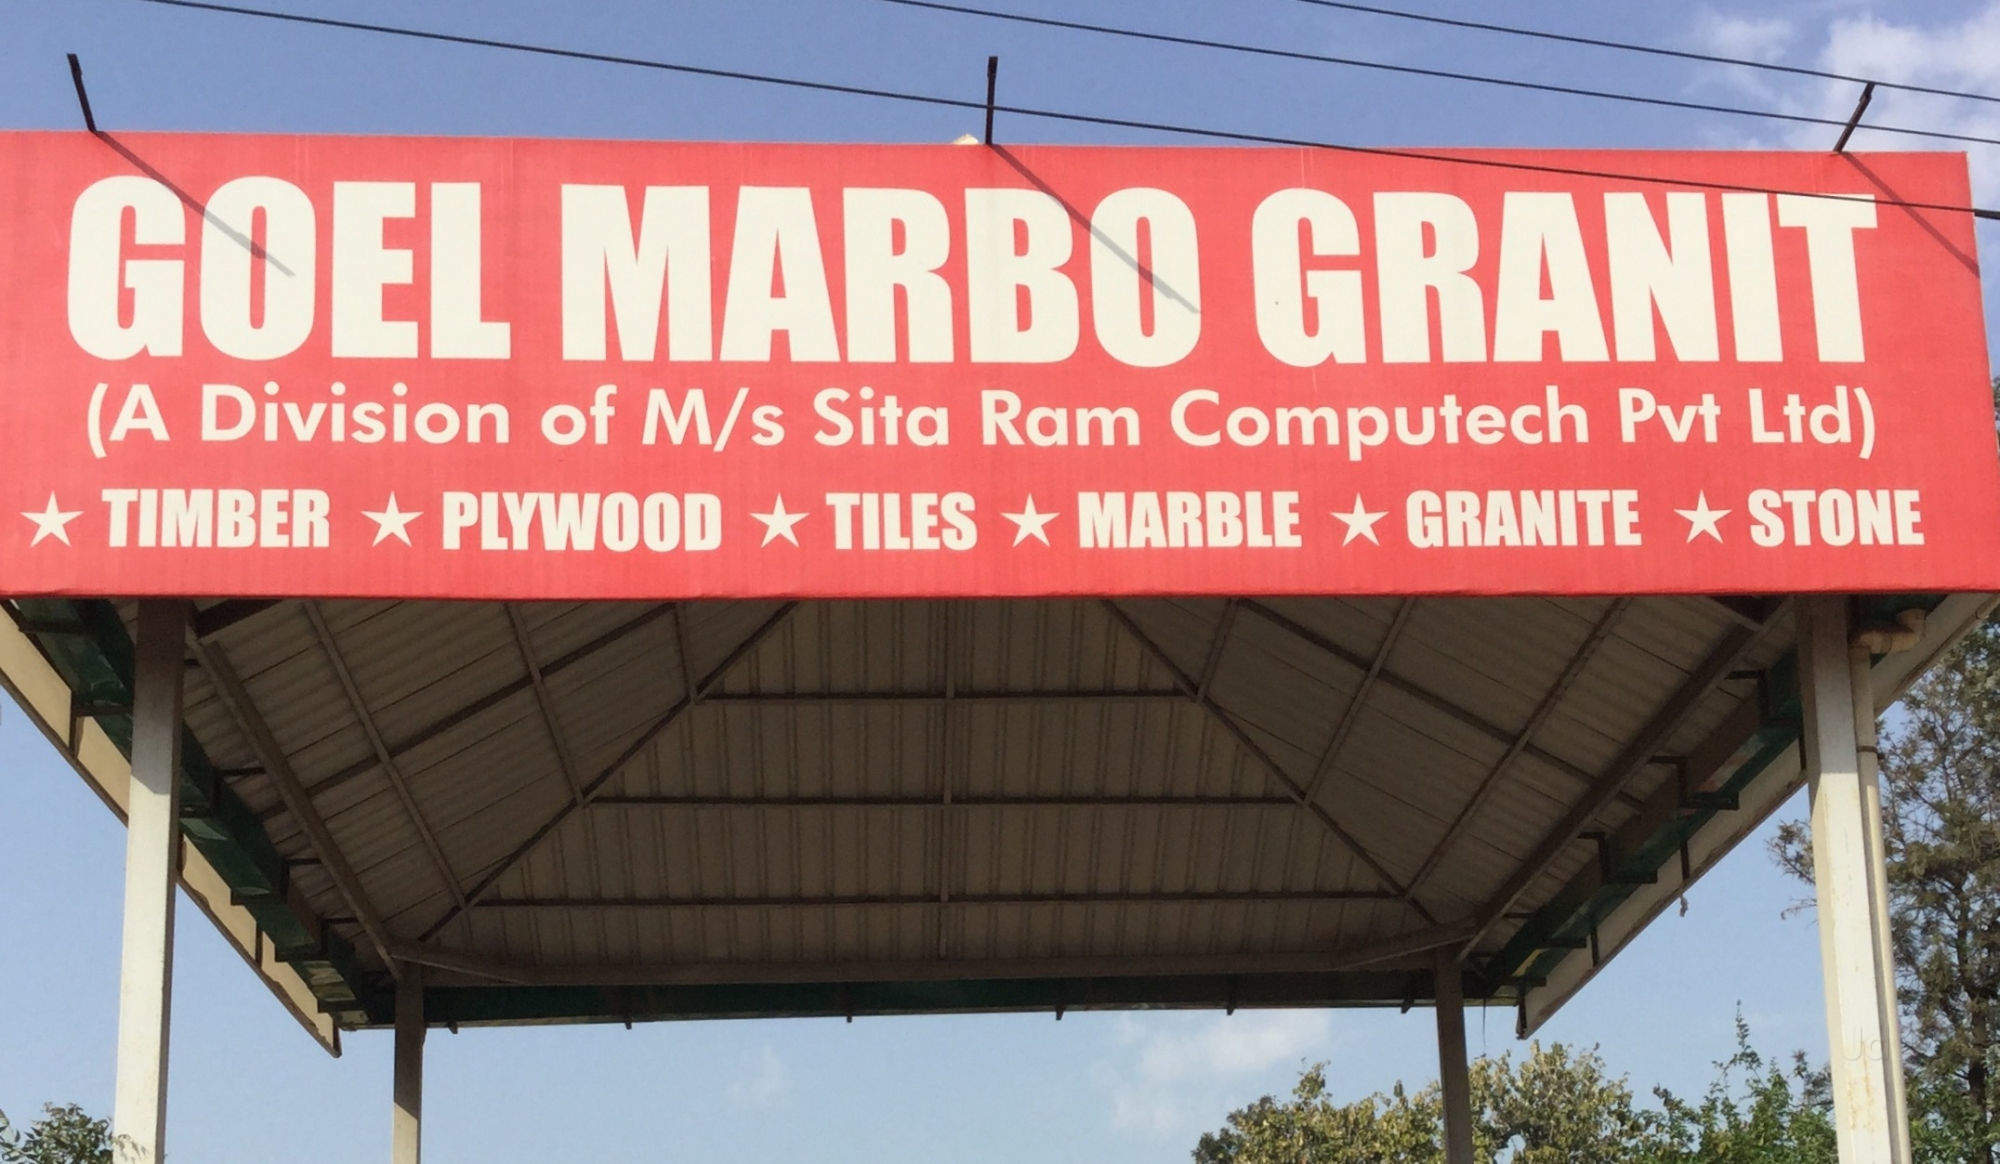 GOEL MARBO GRANIT
(A Division of M/s Sita Ram Computech Pvt Ltd)
★ TIMBER ★ PLYWOOD ★ TILES ★ MARBLE ★ GRANITE ★ STONE